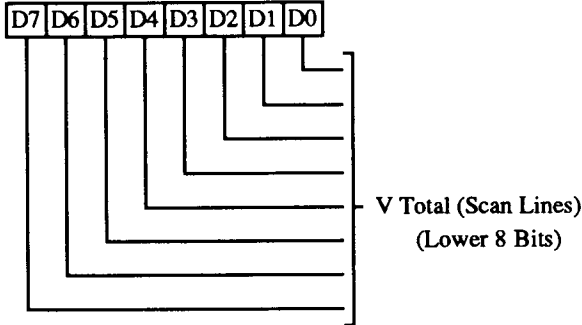 D7 D6 D5 D4 D3 D2 D1 D0
V Total (Scan Lines)
(Lower 8 Bits)